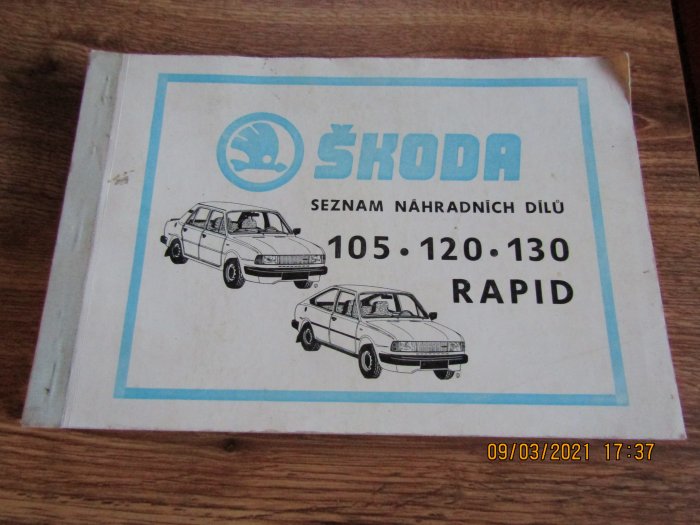 ŠKODA
SEZNAM NÁHRADNÍCH DÍLŮ
105 • 120 • 130
RAPID
09/03/2021 17:37